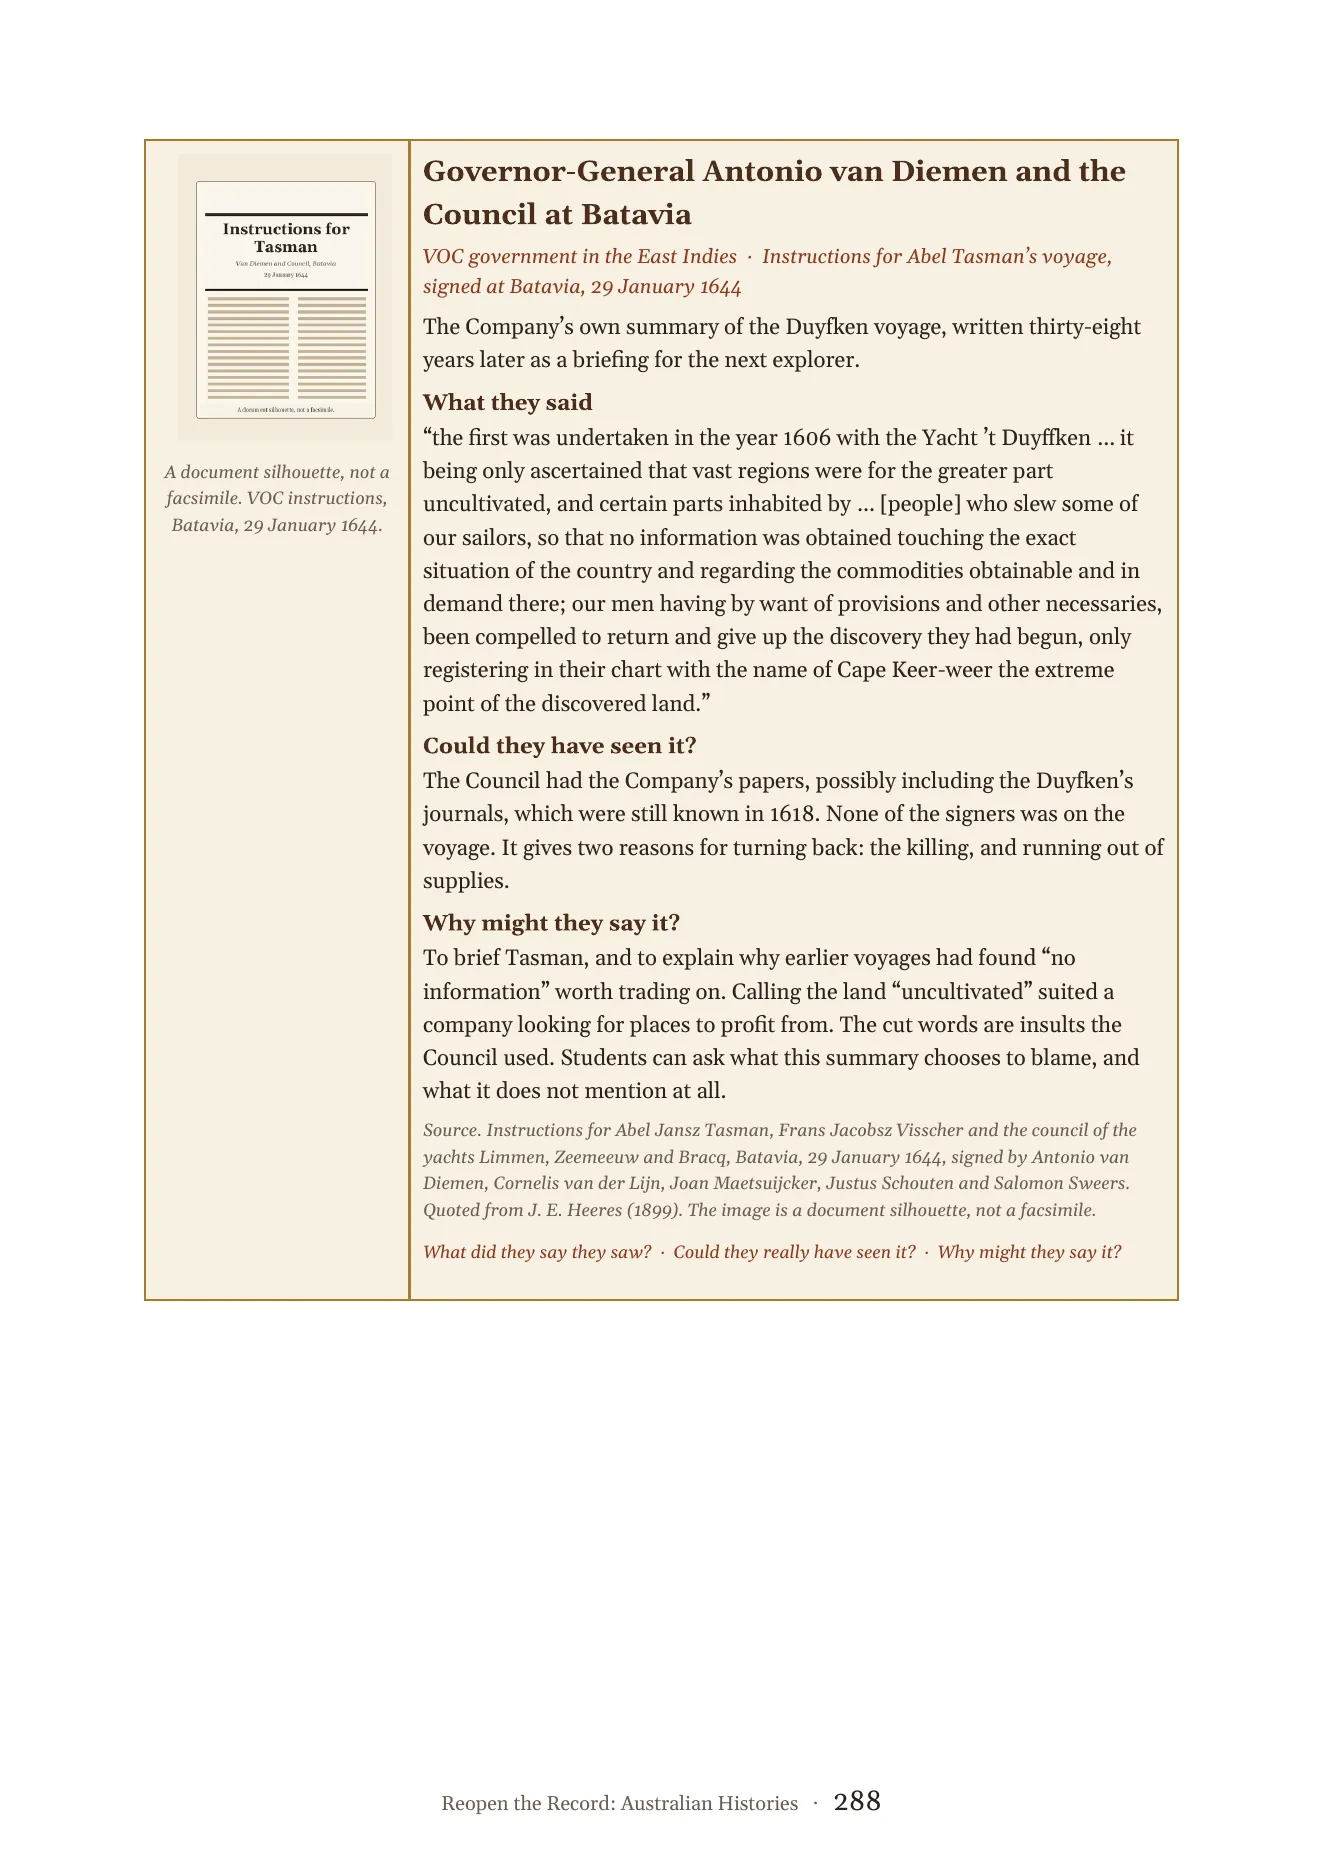 Instructions for
Tasman
Van Diemen and Council, Batavia
29 January 1644
A document silhouette, not a facsimile.
A document silhouette, not a
facsimile. VOC instructions,
Batavia, 29 January 1644.
Governor-General Antonio van Diemen and the
Council at Batavia
VOC government in the East Indies · Instructions for Abel Tasman’s voyage,
signed at Batavia, 29 January 1644
The Company’s own summary of the Duyfken voyage, written thirty-eight
years later as a briefing for the next explorer.
What they said
“the first was undertaken in the year 1606 with the Yacht ’t Duyffken ... it
being only ascertained that vast regions were for the greater part
uncultivated, and certain parts inhabited by ... [people] who slew some of
our sailors, so that no information was obtained touching the exact
situation of the country and regarding the commodities obtainable and in
demand there; our men having by want of provisions and other necessaries,
been compelled to return and give up the discovery they had begun, only
registering in their chart with the name of Cape Keer-weer the extreme
point of the discovered land.”
Could they have seen it?
The Council had the Company’s papers, possibly including the Duyfken’s
journals, which were still known in 1618. None of the signers was on the
voyage. It gives two reasons for turning back: the killing, and running out of
supplies.
Why might they say it?
To brief Tasman, and to explain why earlier voyages had found “no
information” worth trading on. Calling the land “uncultivated” suited a
company looking for places to profit from. The cut words are insults the
Council used. Students can ask what this summary chooses to blame, and
what it does not mention at all.
Source. Instructions for Abel Jansz Tasman, Frans Jacobsz Visscher and the council of the
yachts Limmen, Zeemeeuw and Bracq, Batavia, 29 January 1644, signed by Antonio van
Diemen, Cornelis van der Lijn, Joan Maetsuijcker, Justus Schouten and Salomon Sweers.
Quoted from J. E. Heeres (1899). The image is a document silhouette, not a facsimile.
What did they say they saw? · Could they really have seen it? · Why might they say it?
Reopen the Record: Australian Histories · 288